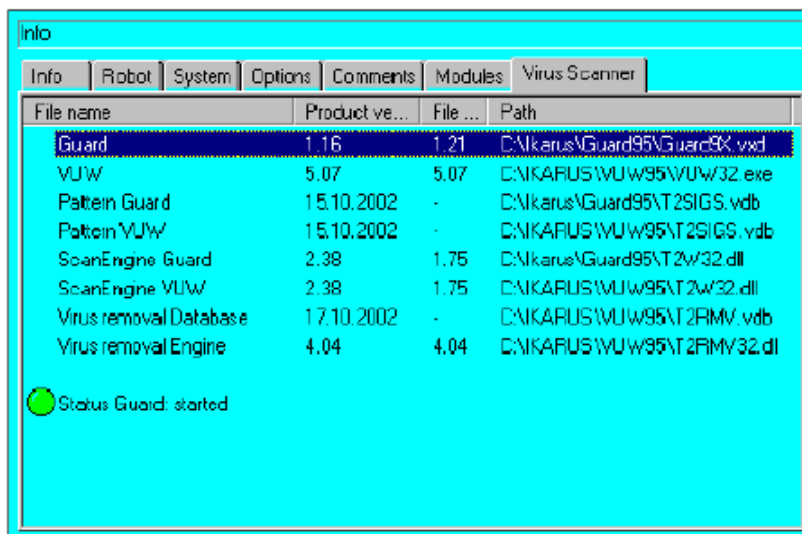 Info
Info Robot System Options Comments Modules Virus Scanner
File name Product ve... File ... Path
Guard 1.16 1.21 C:\Ikarus\Guard95\Guard9X.vxd
VUW 5.07 5.07 C:\IKARUS\VUW95\VUW32.exe
Pattern Guard 15.10.2002 - C:\Ikarus\Guard95\T2SIGS.vdb
Pattern VUW 15.10.2002 - C:\IKARUS\VUW95\T2SIGS.vdb
ScanEngine Guard 2.38 1.75 C:\Ikarus\Guard95\T2W32.dll
ScanEngine VUW 2.38 1.75 C:\IKARUS\VUW95\T2W32.dll
Virus removal Database 17.10.2002 - C:\IKARUS\VUW95\T2RMV.vdb
Virus removal Engine 4.04 4.04 C:\IKARUS\VUW95\T2RMV32.dl
Status Guard: started